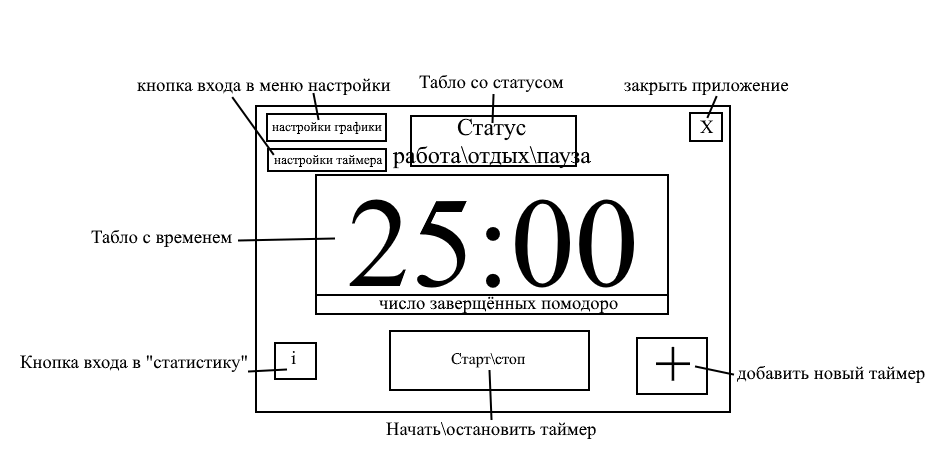 кнопка входа в меню настройки
Табло со статусом
закрыть приложение
настройки графики
Статус
X
настройки таймера
работа\отдых\пауза
25:00
Табло с временем
число заверщённых помодоро
Кнопка входа в "статистику"
i
Старт\стоп
добавить новый таймер
Начать\остановить таймер